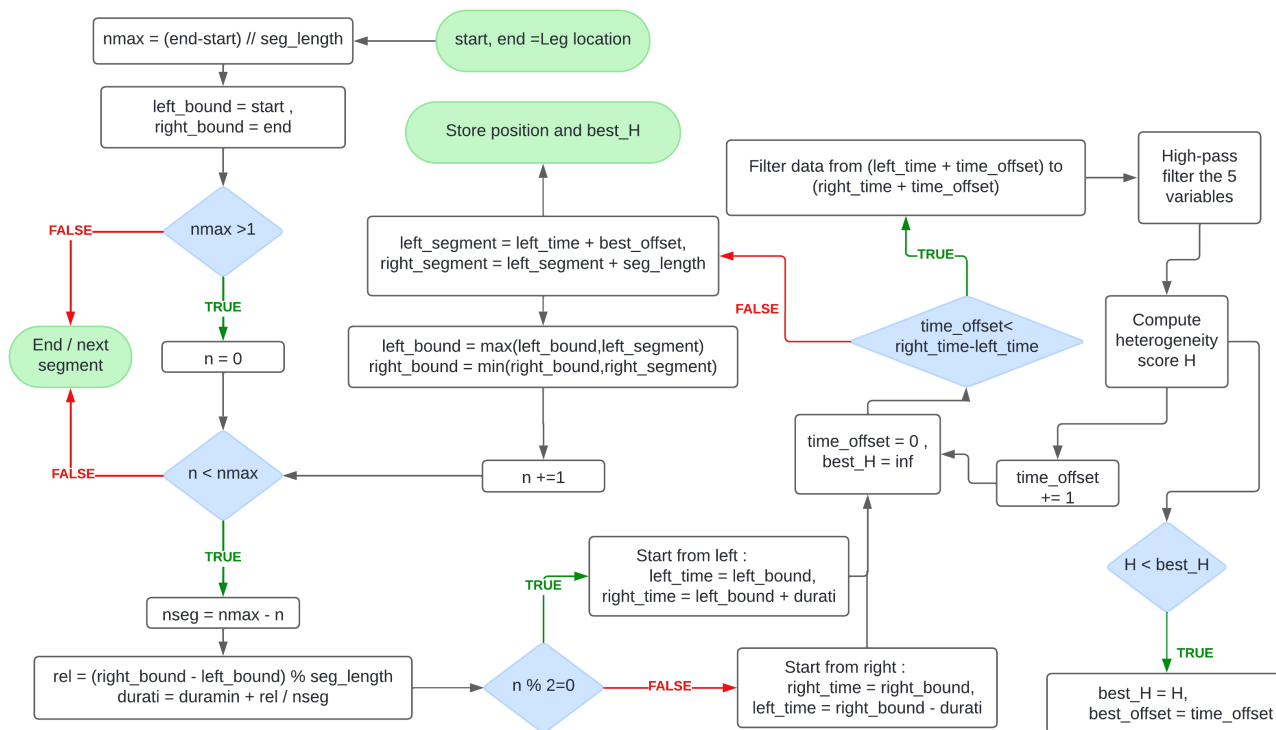 start, end =Leg location
nmax = (end-start) // seg_length
left_bound = start ,
right_bound = end
nmax >1
FALSE
TRUE
End / next
segment
n = 0
n < nmax
FALSE
TRUE
nseg = nmax - n
rel = (right_bound - left_bound) % seg_length
durati = duramin + rel / nseg
n % 2=0
TRUE
Start from left :
left_time = left_bound,
right_time = left_bound + durati
FALSE
Start from right :
right_time = right_bound,
left_time = right_bound - durati
time_offset = 0 ,
best_H = inf
time_offset<
right_time-left_time
TRUE
Filter data from (left_time + time_offset) to
(right_time + time_offset)
High-pass
filter the 5
variables
Compute
heterogeneity
score H
time_offset
+= 1
H < best_H
TRUE
best_H = H,
best_offset = time_offset
FALSE
left_segment = left_time + best_offset,
right_segment = left_segment + seg_length
Store position and best_H
left_bound = max(left_bound,left_segment)
right_bound = min(right_bound,right_segment)
n +=1